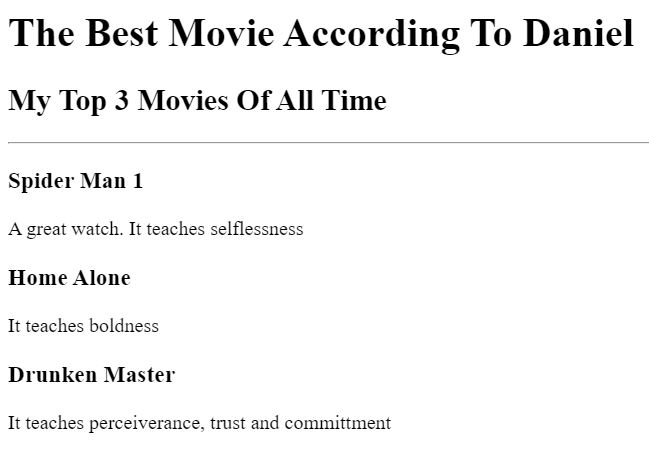 The Best Movie According To Daniel
My Top 3 Movies Of All Time
Spider Man 1
A great watch. It teaches selflessness
Home Alone
It teaches boldness
Drunken Master
It teaches perceiverance, trust and committment